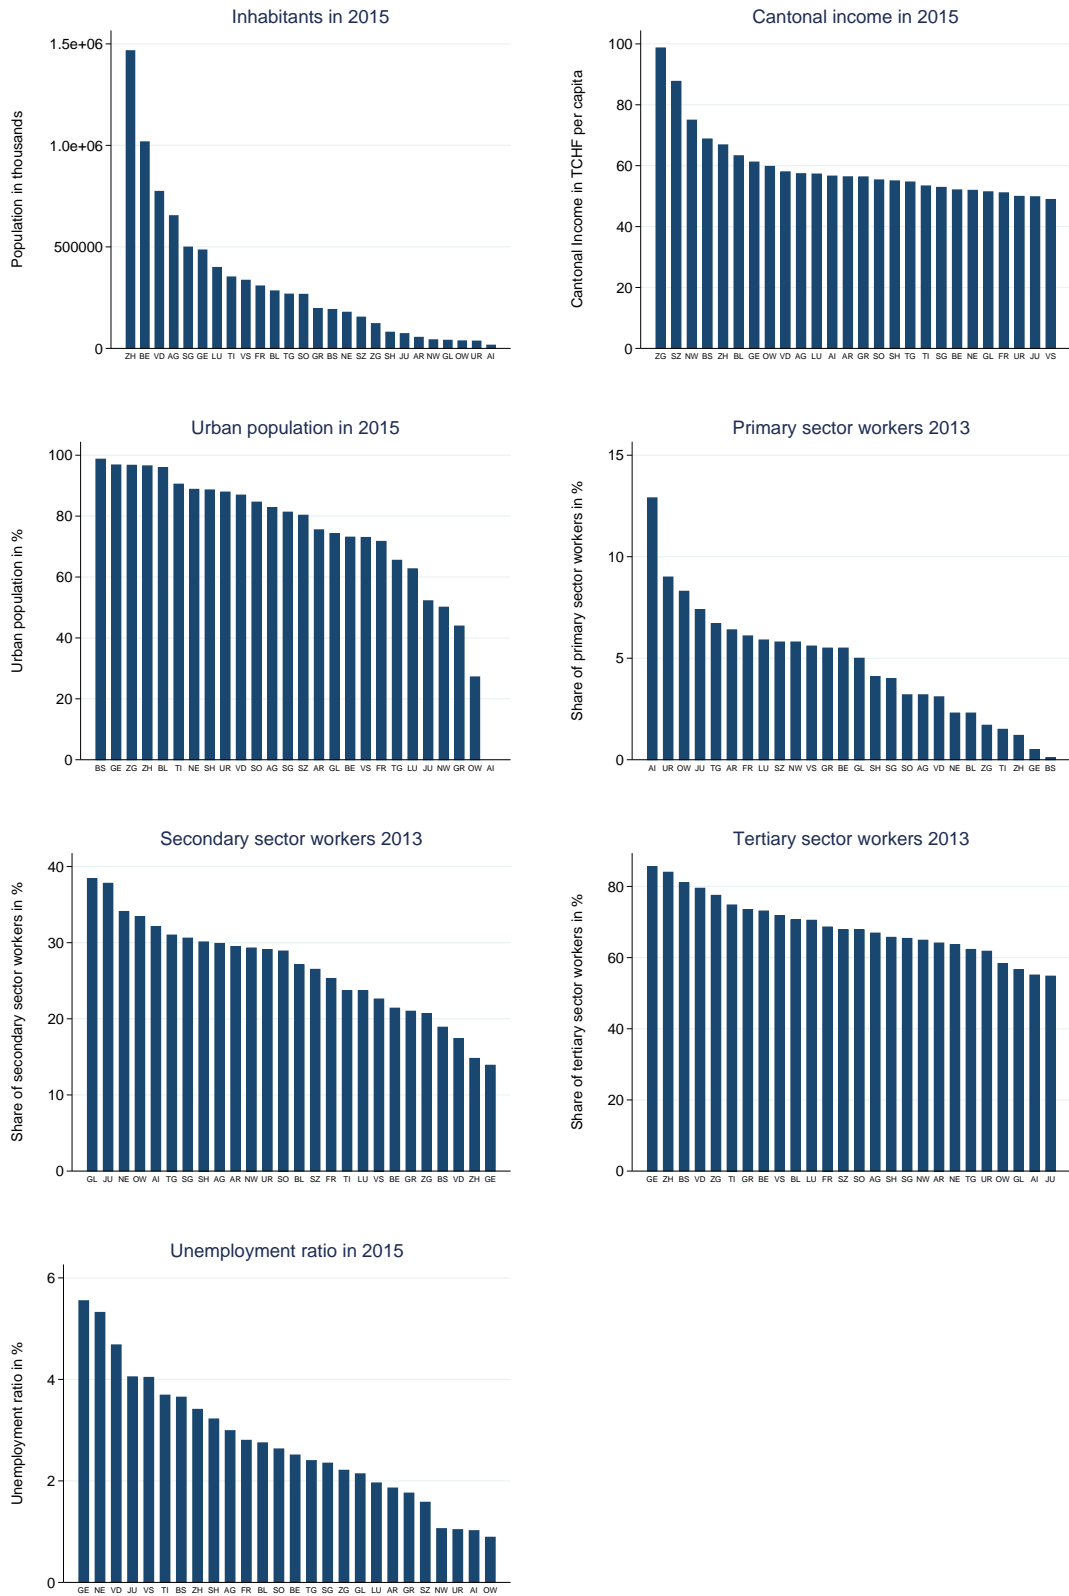 Inhabitants in 2015
Population in thousands
1.5e+06
1.0e+06
500000
0
ZH BE VD AG SG GE LU TI VS FR BL TG SO GR BS NE SZ ZG SH JU AR NW GL OW UR AI
Cantonal income in 2015
Cantonal Income in TCHF per capita
100
80
60
40
20
0
ZG SZ NW BS ZH BL GE OW VD AG LU AI AR GR SO SH TG TI SG BE NE GL FR UR JU VS
Urban population in 2015
Urban population in %
100
80
60
40
20
0
BS GE ZG ZH BL TI NE SH UR VD SO AG SG SZ AR GL BE VS FR TG LU JU NW GR OW AI
Primary sector workers 2013
Share of primary sector workers in %
15
10
5
0
AI UR OW JU TG AR FR LU SZ NW VS GR BE GL SH SG SO AG VD NE BL ZG TI ZH GE BS
Secondary sector workers 2013
Share of secondary sector workers in %
40
30
20
10
0
GL JU NE OW AI TG SG SH AG AR NW UR SO BL SZ FR TI LU VS BE GR ZG BS VD ZH GE
Tertiary sector workers 2013
Share of tertiary sector workers in %
80
60
40
20
0
GE ZH BS VD ZG TI GR BE VS BL LU FR SZ SO AG SH SG NW AR NE TG UR OW GL AI JU
Unemployment ratio in 2015
Unemployment ratio in %
6
4
2
0
GE NE VD JU VS TI BS ZH SH AG FR BL SO BE TG SG ZG GL LU AR GR SZ NW UR AI OW